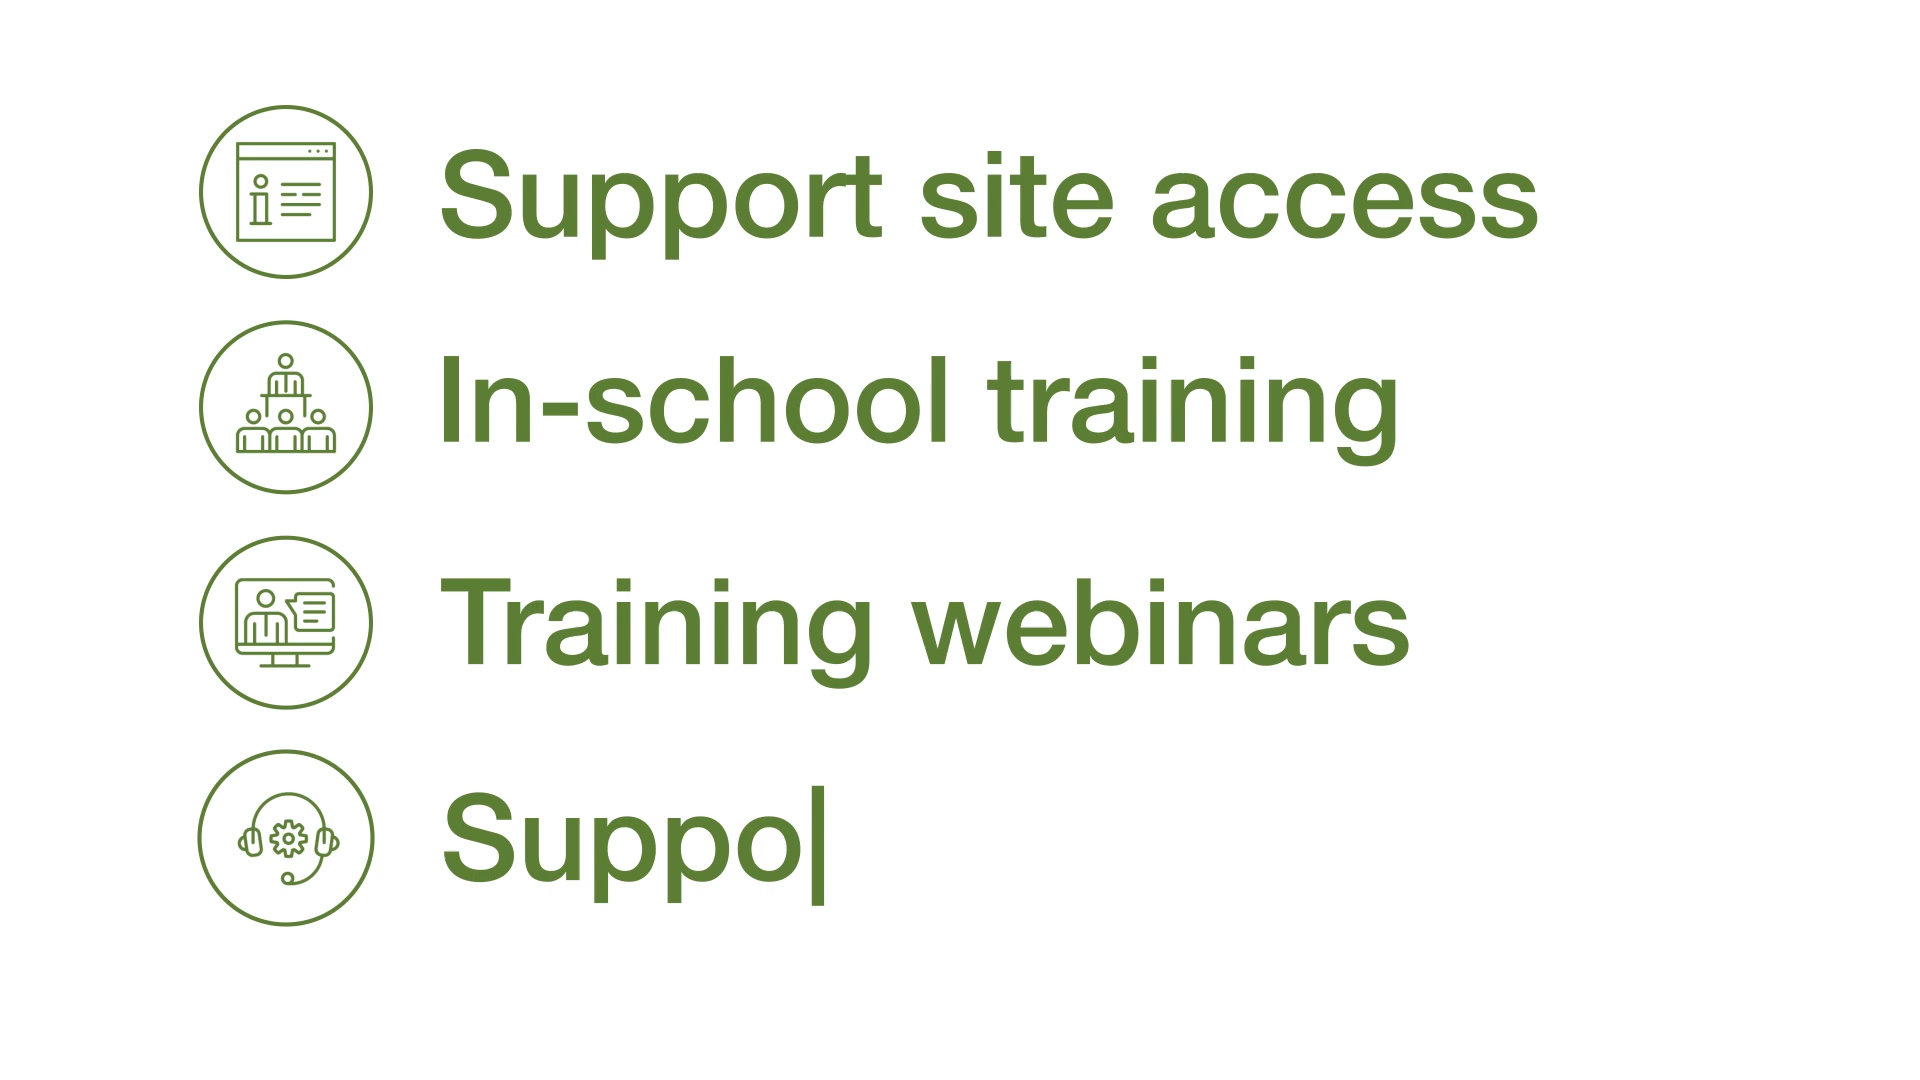 Support site access
In-school training
Training webinars
Suppo